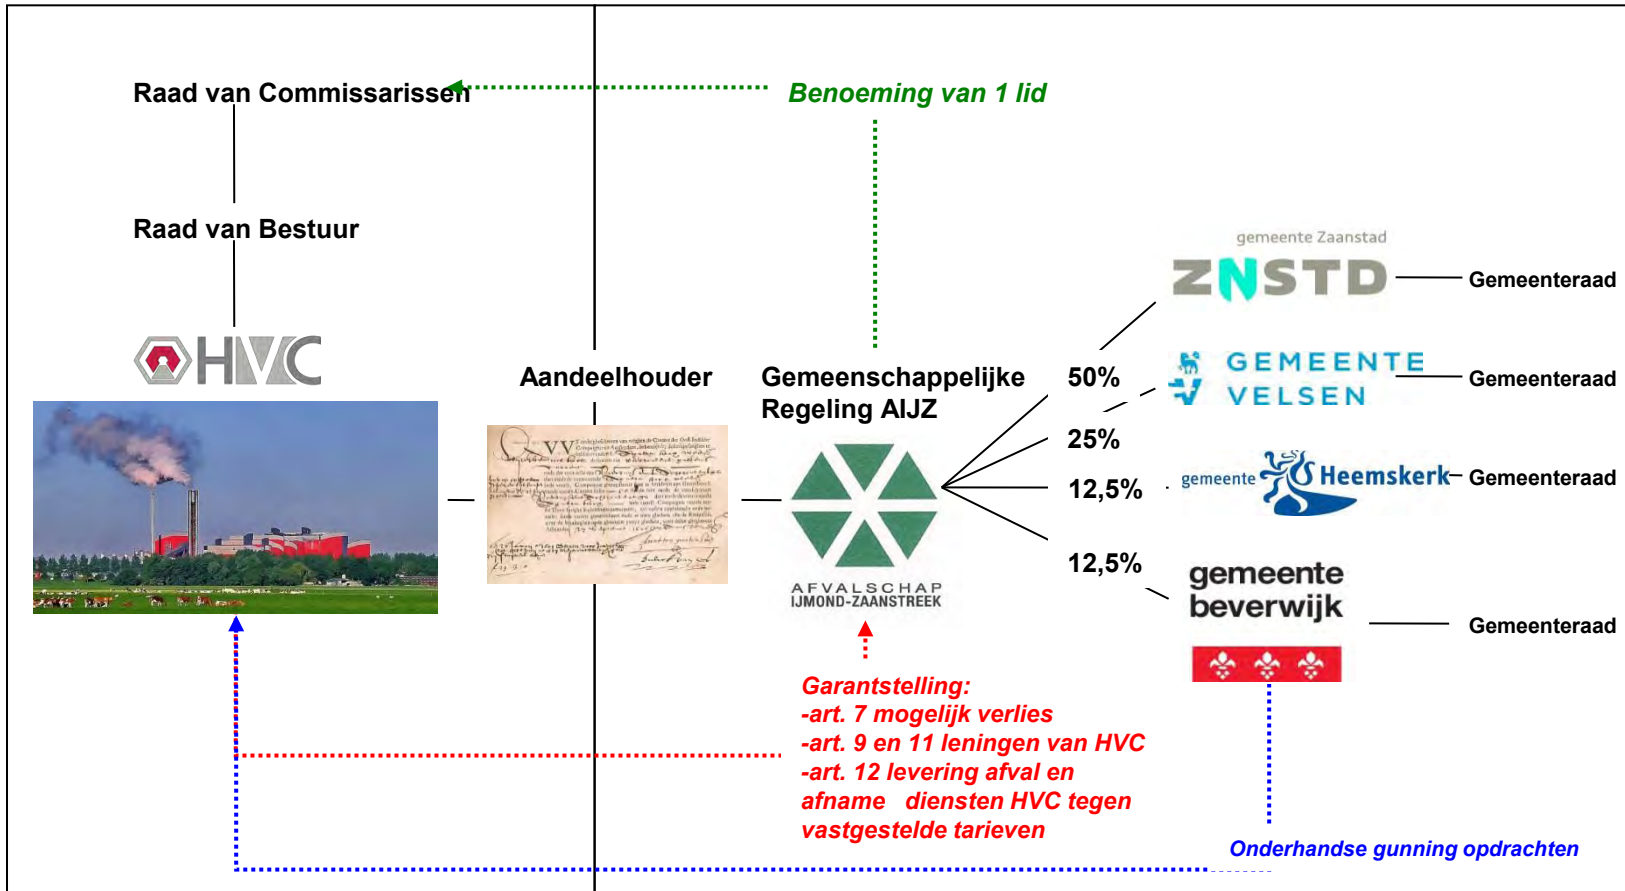 Raad van Commissarissen
Benoeming van 1 lid
Raad van Bestuur
gemeente Zaanstad
ZNSTD
Gemeenteraad
HVC
Aandeelhouder
Gemeenschappelijke
Regeling AIJZ
50%
GEMEENTE
VELSEN
Gemeenteraad
25%
12,5%
gemeente Heemskerk
Gemeenteraad
AFVALSCHAP
IJMOND-ZAANSTREEK
12,5%
gemeente
beverwijk
Gemeenteraad
Garantstelling:
-art. 7 mogelijk verlies
-art. 9 en 11 leningen van HVC
-art. 12 levering afval en
afname diensten HVC tegen
vastgestelde tarieven
Onderhandse gunning opdrachten